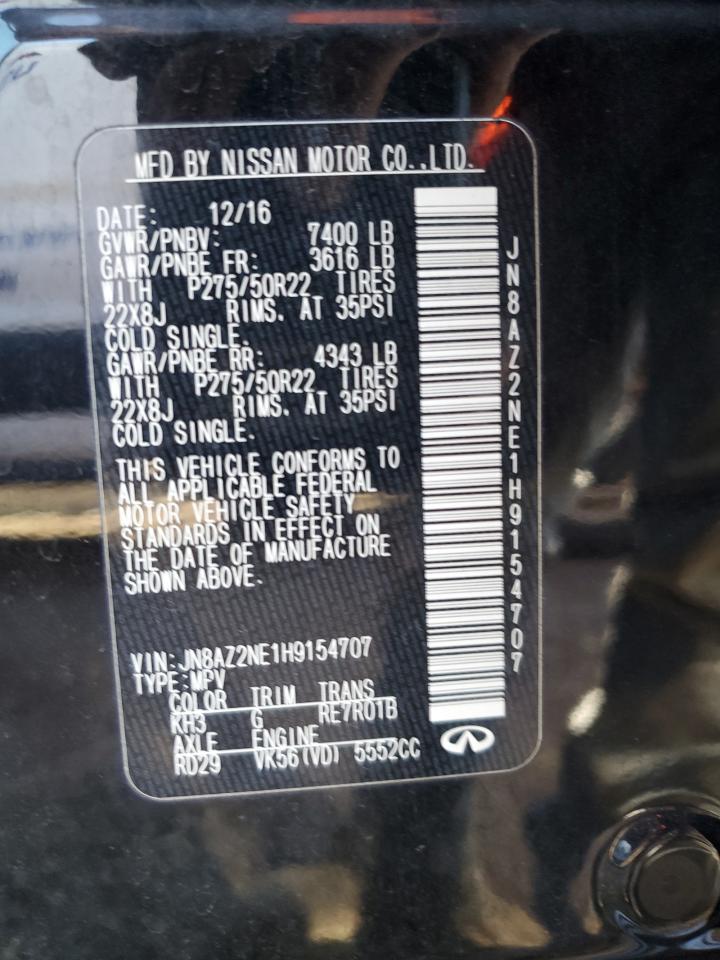 MFD BY NISSAN MOTOR CO.,LTD.
DATE: 12/16
GVWR/PNBV: 7400 LB
GAWR/PNBE FR: 3616 LB
WITH P275/50R22 TIRES
22X8J RIMS. AT 35PSI
COLD SINGLE.
GAWR/PNBE RR: 4343 LB
WITH P275/50R22 TIRES
22X8J RIMS. AT 35PSI
COLD SINGLE.
THIS VEHICLE CONFORMS TO
ALL APPLICABLE FEDERAL
MOTOR VEHICLE SAFETY
STANDARDS IN EFFECT ON
THE DATE OF MANUFACTURE
SHOWN ABOVE.
VIN:JN8AZ2NE1H9154707
TYPE:MPV
COLOR TRIM TRANS
KH3 G RE7R01B
AXLE ENGINE
RD29 VK56(VD) 5552CC
JN8AZ2NE1H9154707